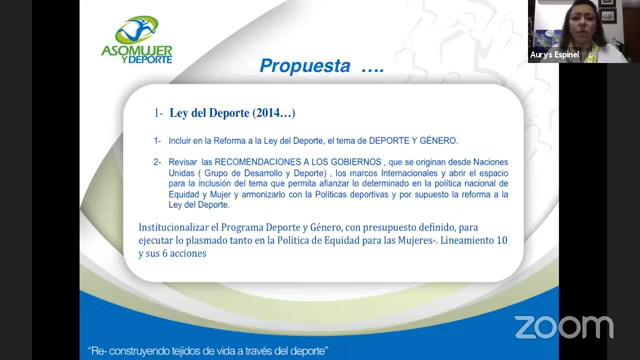 ASOMUJER
Y DEPORTE
Propuesta ....
Aurys Espinel
1- Ley del Deporte (2014...)
1- Incluir en la Reforma a la Ley del Deporte, el tema de DEPORTE Y GÉNERO.
2- Revisar las RECOMENDACIONES A LOS GOBIERNOS , que se originan desde Naciones
Unidas ( Grupo de Desarrollo y Deporte) , los marcos Internacionales y abrir el espacio
para la inclusión del tema que permita afianzar lo determinado en la política nacional de
Equidad y Mujer y armonizarlo con la Políticas deportivas y por supuesto la reforma a la
Ley del Deporte.
Institucionalizar el Programa Deporte y Género, con presupuesto definido, para
ejecutar lo plasmado tanto en la Política de Equidad para las Mujeres-. Lineamiento 10
y sus 6 acciones
zoom
"Re- construyendo tejidos de vida a través del deporte"